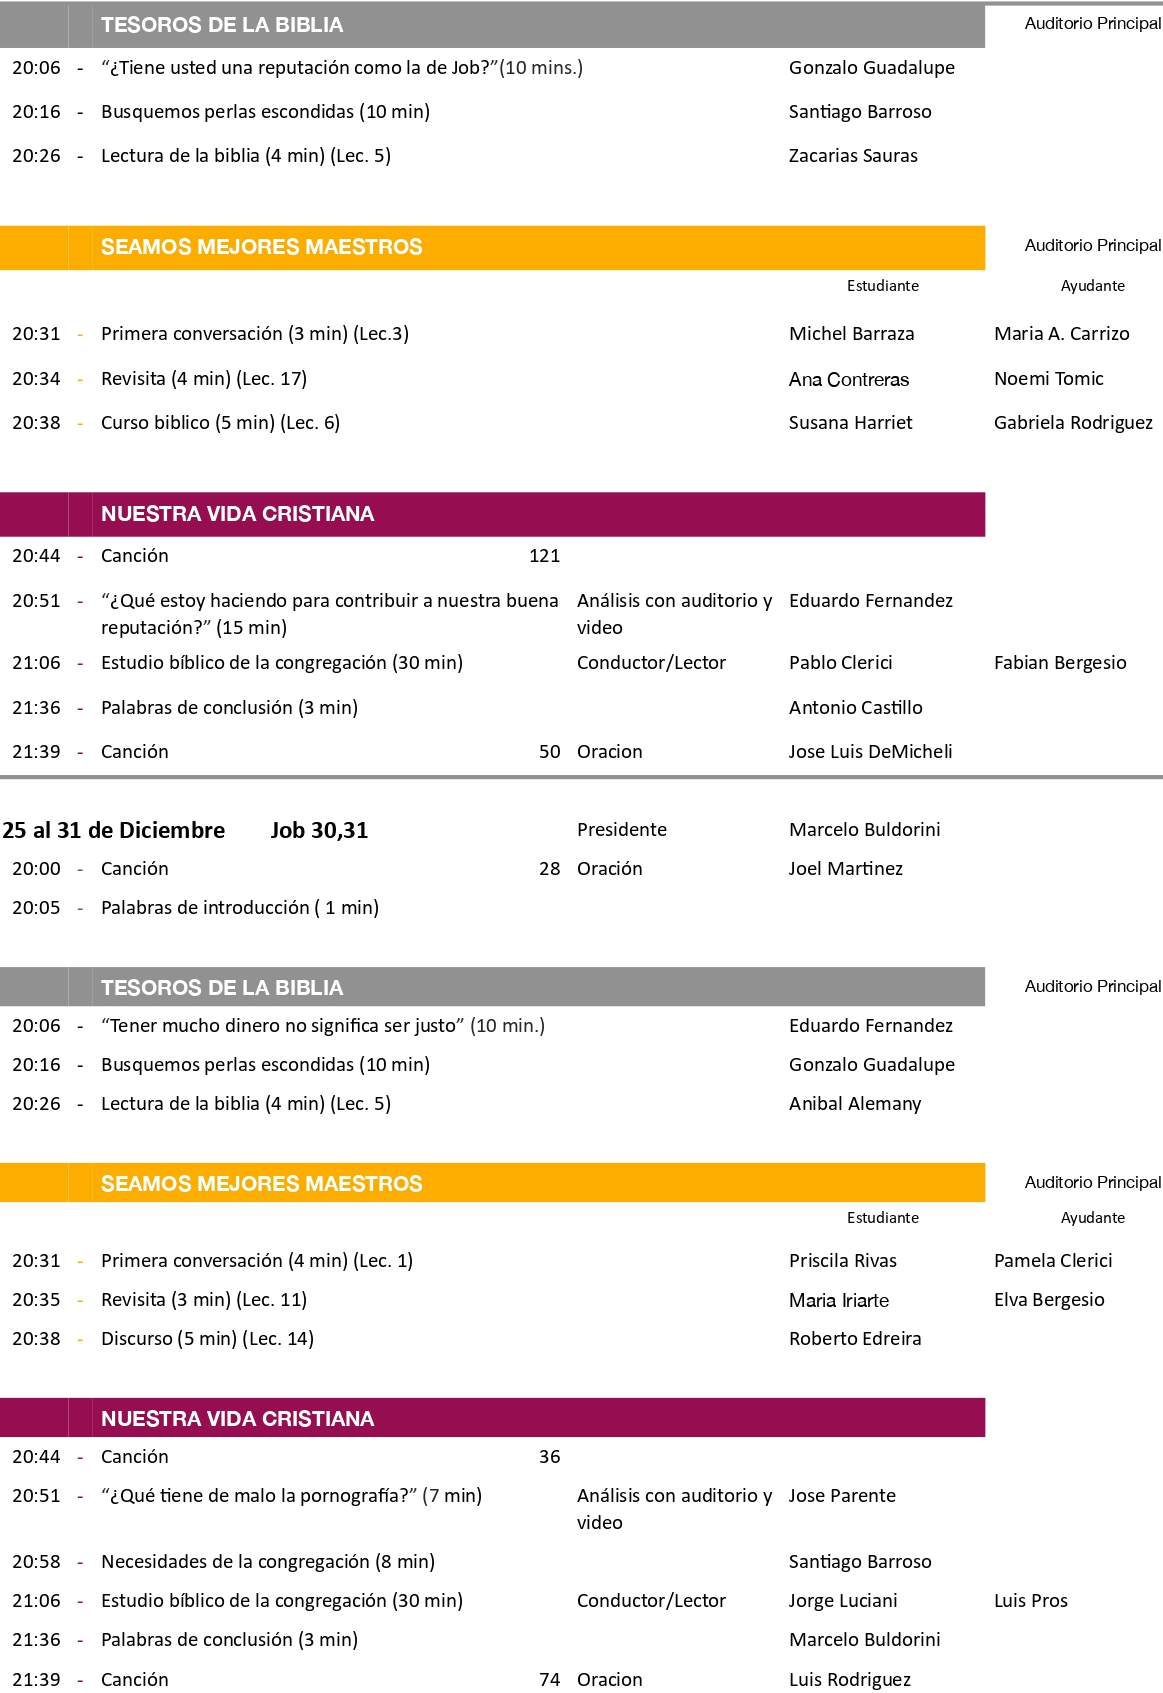 TESOROS DE LA BIBLIA Auditorio Principal
20:06 - “¿Tiene usted una reputación como la de Job?”(10 mins.) Gonzalo Guadalupe
20:16 - Busquemos perlas escondidas (10 min) Santiago Barroso
20:26 - Lectura de la biblia (4 min) (Lec. 5) Zacarias Sauras
SEAMOS MEJORES MAESTROS Auditorio Principal
Estudiante Ayudante
20:31 - Primera conversación (3 min) (Lec.3) Michel Barraza Maria A. Carrizo
20:34 - Revisita (4 min) (Lec. 17) Ana Contreras Noemi Tomic
20:38 - Curso biblico (5 min) (Lec. 6) Susana Harriet Gabriela Rodriguez
NUESTRA VIDA CRISTIANA
20:44 - Canción 121
20:51 - “¿Qué estoy haciendo para contribuir a nuestra buena Análisis con auditorio y Eduardo Fernandez
reputación?” (15 min) video
21:06 - Estudio bíblico de la congregación (30 min) Conductor/Lector Pablo Clerici Fabian Bergesio
21:36 - Palabras de conclusión (3 min) Antonio Castillo
21:39 - Canción 50 Oracion Jose Luis DeMicheli
25 al 31 de Diciembre Job 30,31 Presidente Marcelo Buldorini
20:00 - Canción 28 Oración Joel Martinez
20:05 - Palabras de introducción ( 1 min)
TESOROS DE LA BIBLIA Auditorio Principal
20:06 - “Tener mucho dinero no significa ser justo” (10 min.) Eduardo Fernandez
20:16 - Busquemos perlas escondidas (10 min) Gonzalo Guadalupe
20:26 - Lectura de la biblia (4 min) (Lec. 5) Anibal Alemany
SEAMOS MEJORES MAESTROS Auditorio Principal
Estudiante Ayudante
20:31 - Primera conversación (4 min) (Lec. 1) Priscila Rivas Pamela Clerici
20:35 - Revisita (3 min) (Lec. 11) Maria Iriarte Elva Bergesio
20:38 - Discurso (5 min) (Lec. 14) Roberto Edreira
NUESTRA VIDA CRISTIANA
20:44 - Canción 36
20:51 - “¿Qué tiene de malo la pornografía?” (7 min) Análisis con auditorio y Jose Parente
video
20:58 - Necesidades de la congregación (8 min) Santiago Barroso
21:06 - Estudio bíblico de la congregación (30 min) Conductor/Lector Jorge Luciani Luis Pros
21:36 - Palabras de conclusión (3 min) Marcelo Buldorini
21:39 - Canción 74 Oracion Luis Rodriguez